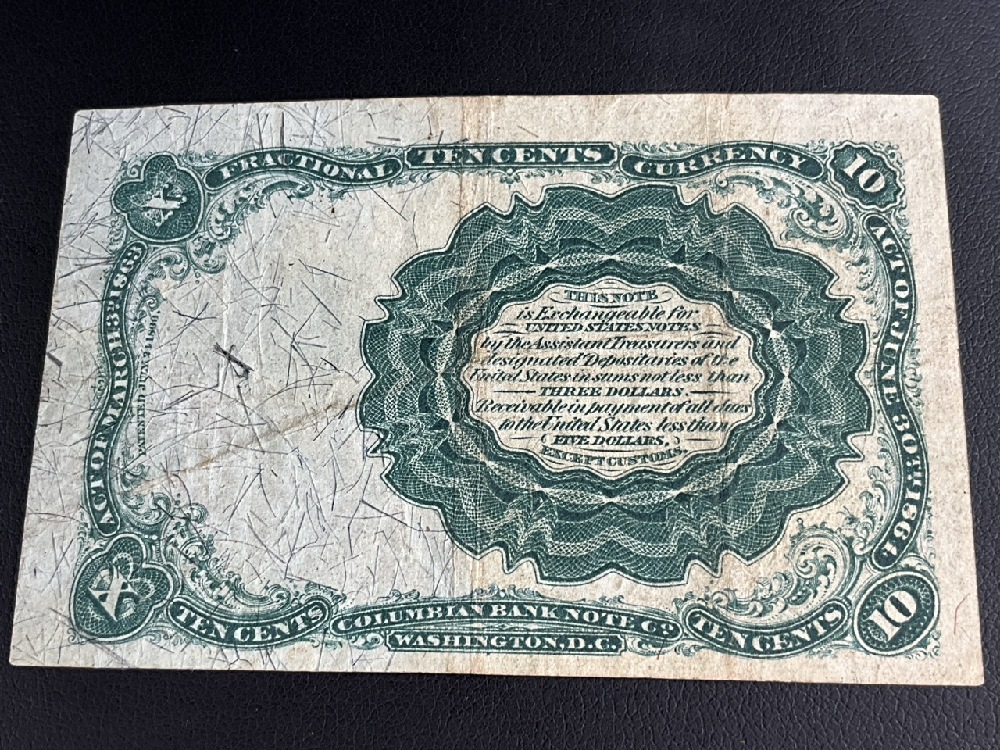 FRACTIONAL TEN CENTS CURRENCY
X
10
ACT OF MARCH 3RD 1863
ACT OF JUNE 30TH 1864
THIS NOTE
is Exchangeable for
UNITED STATES NOTES
by the Assistant Treasurers and
designated Depositaries of the
United States in sums not less than
THREE DOLLARS.
Receivable in payment of all dues
to the United States less than
FIVE DOLLARS,
EXCEPT CUSTOMS.
X
TEN CENTS
COLUMBIAN BANK NOTE CO.
WASHINGTON, D.C.
TEN CENTS
10